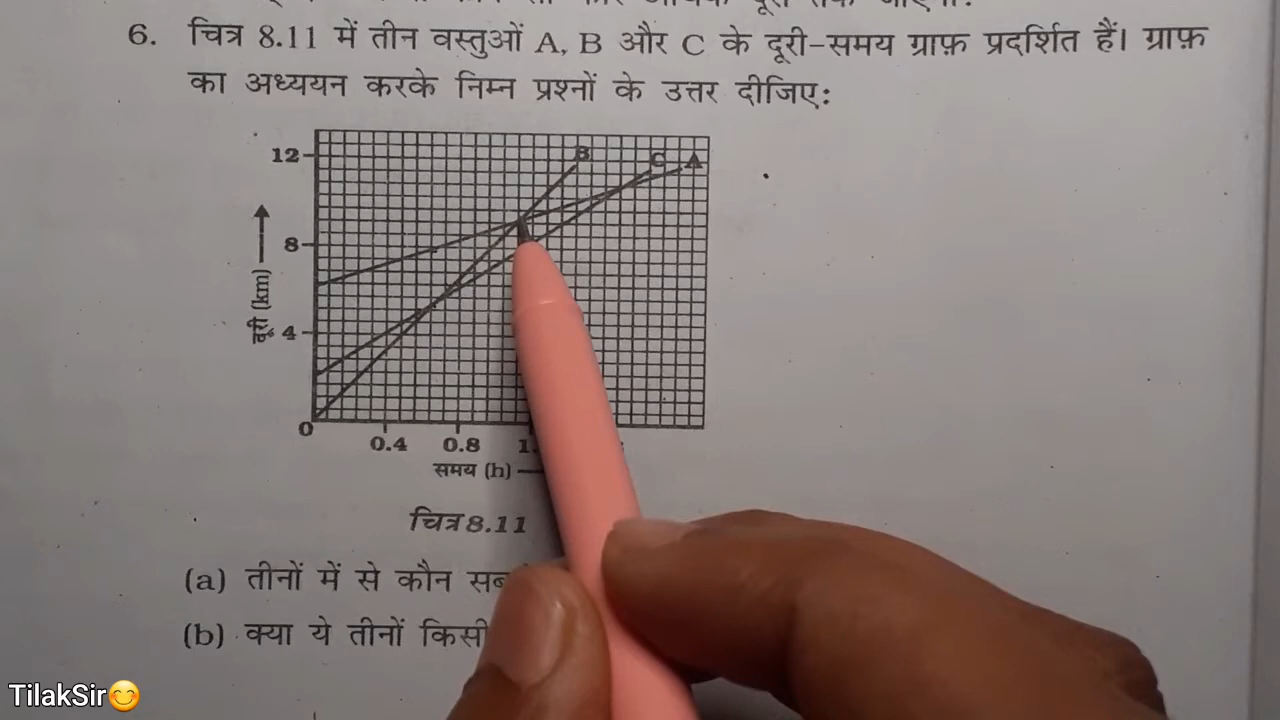 6. चित्र 8.11 में तीन वस्तुओं A, B और C के दूरी-समय ग्राफ़ प्रदर्शित हैं। ग्राफ़
का अध्ययन करके निम्न प्रश्नों के उत्तर दीजिए:
12
B
C
A
8
दूरी (km)
4
0
0.4
0.8
समय (h)
चित्र 8.11
(a) तीनों में से कौन
(b) क्या ये तीनों किसी
TilakSir😊